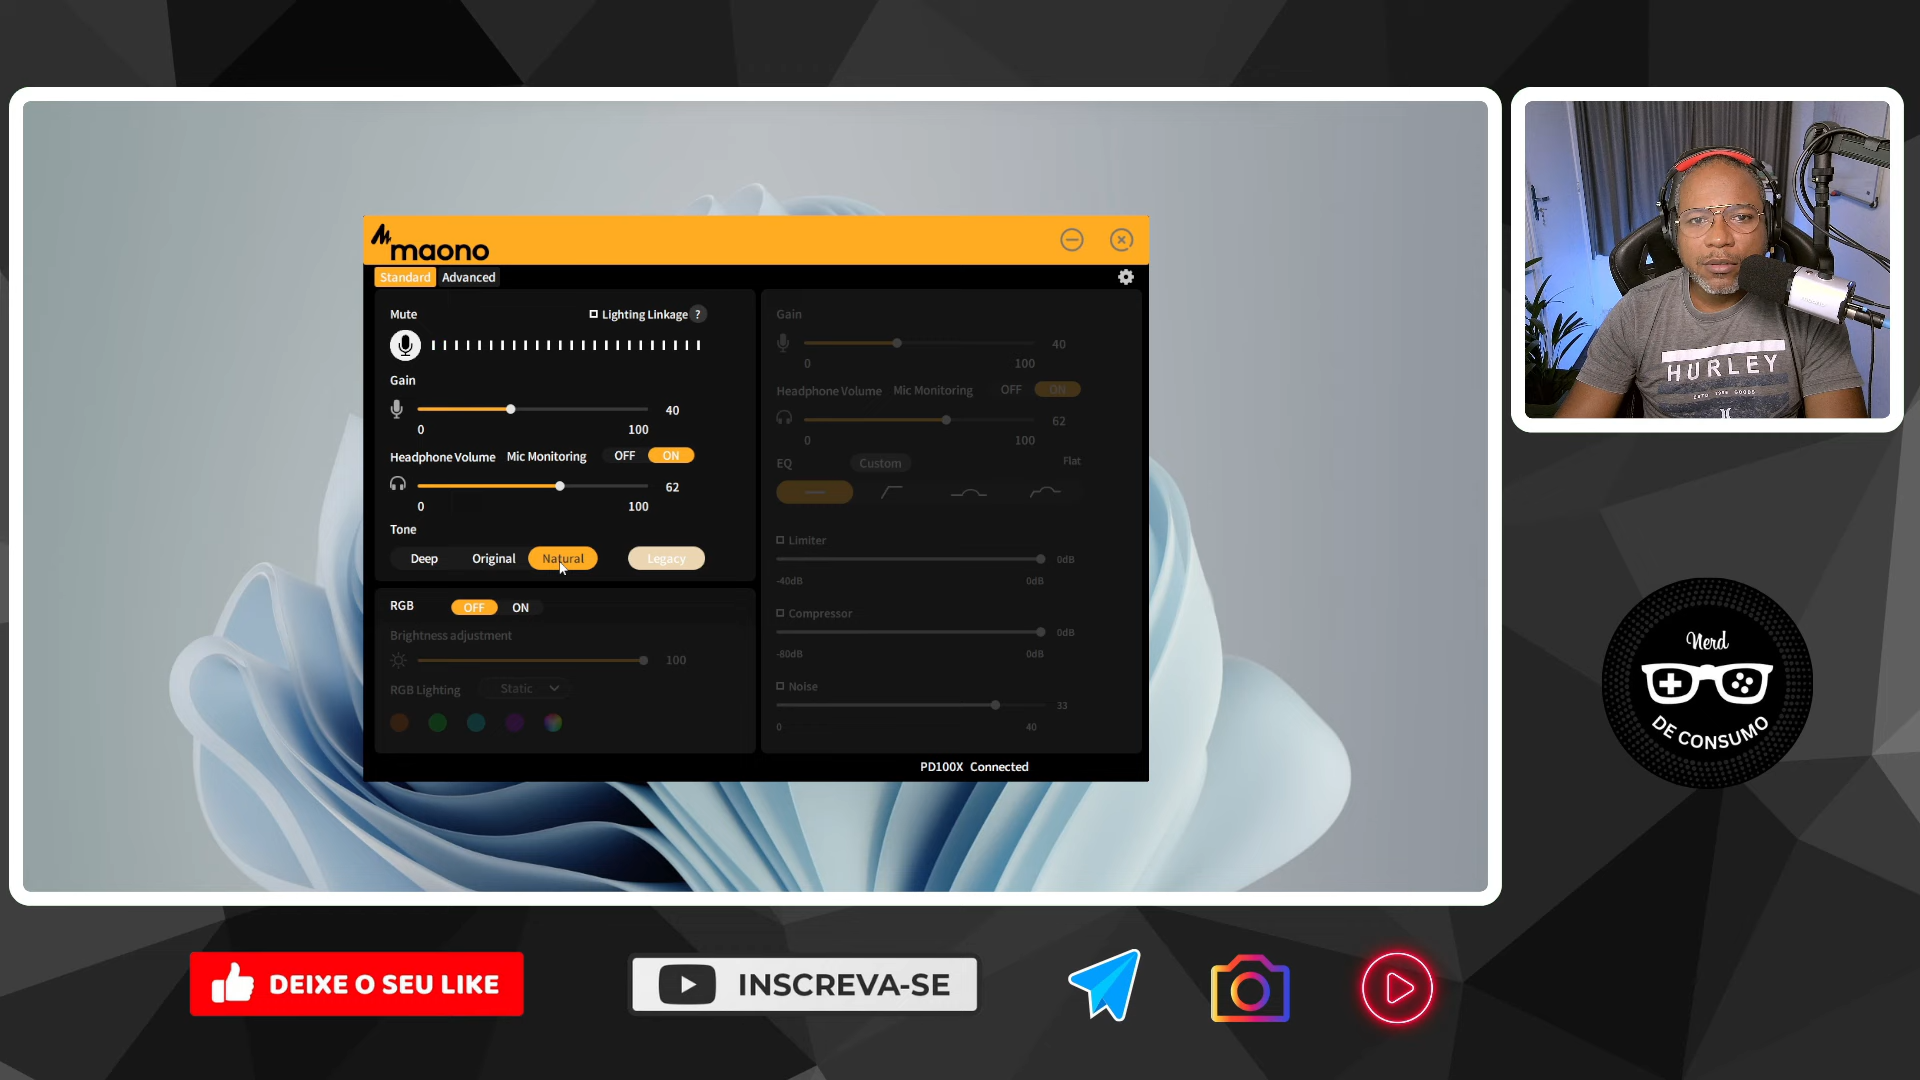 maono
Standard Advanced
Mute Lighting Linkage ?
Gain
40
0 100
Headphone Volume Mic Monitoring OFF ON
62
0 100
Tone
Deep Original Natural Legacy
RGB OFF ON
Brightness adjustment
100
RGB Lighting Static
Gain
40
0 100
Headphone Volume Mic Monitoring OFF ON
62
0 100
EQ Custom Flat
Limiter
0dB
-40dB 0dB
Compressor
0dB
-80dB 0dB
Noise
33
0 40
PD100X Connected
HURLEY
Nerd
DE CONSUMO
DEIXE O SEU LIKE
INSCREVA-SE